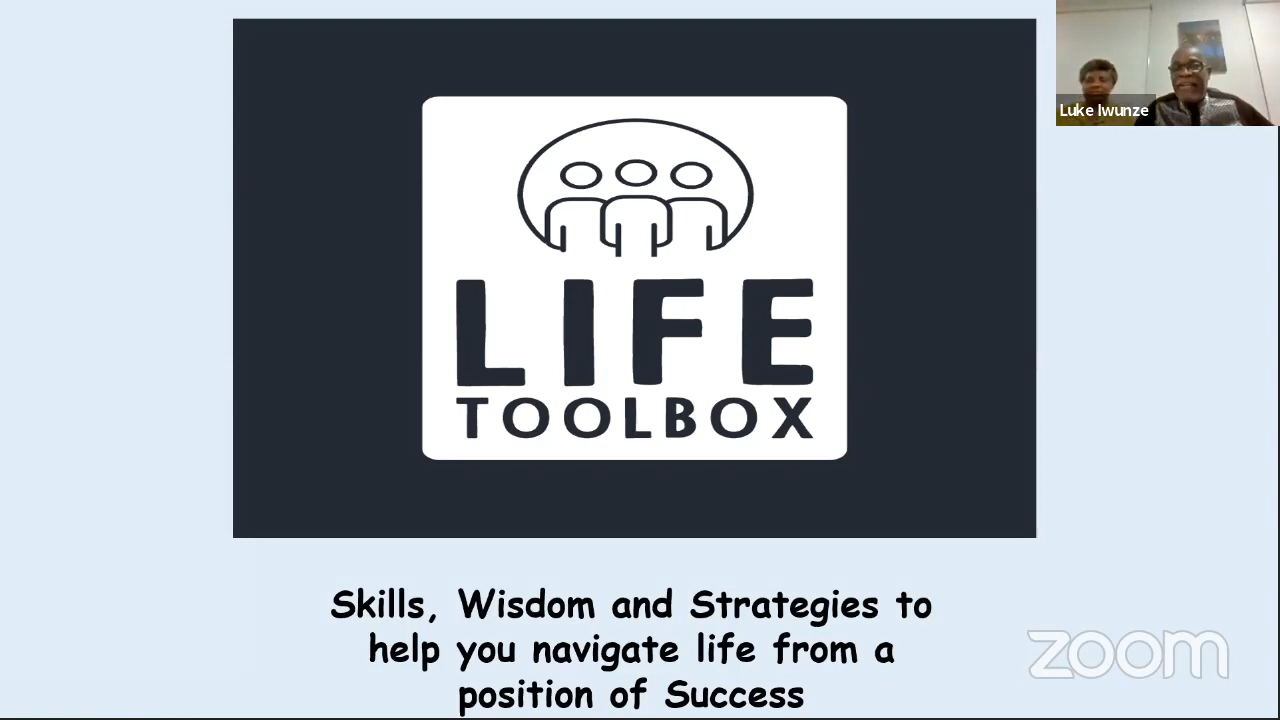 Luke Iwunze
LIFE
TOOLBOX
Skills, Wisdom and Strategies to
help you navigate life from a
position of Success
zoom